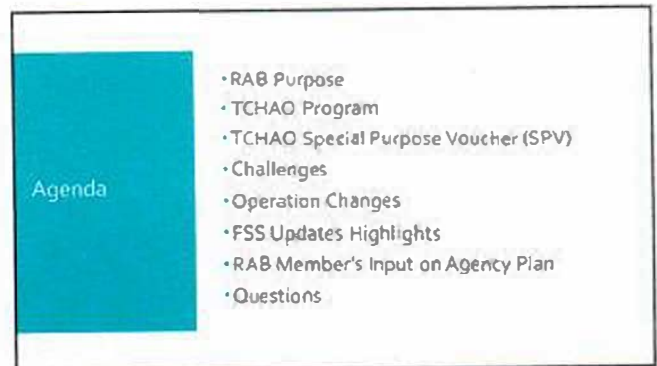 Agenda
•RAB Purpose
•TCHAO Program
•TCHAO Special Purpose Voucher (SPV)
•Challenges
•Operation Changes
•FSS Updates Highlights
•RAB Member's Input on Agency Plan
•Questions